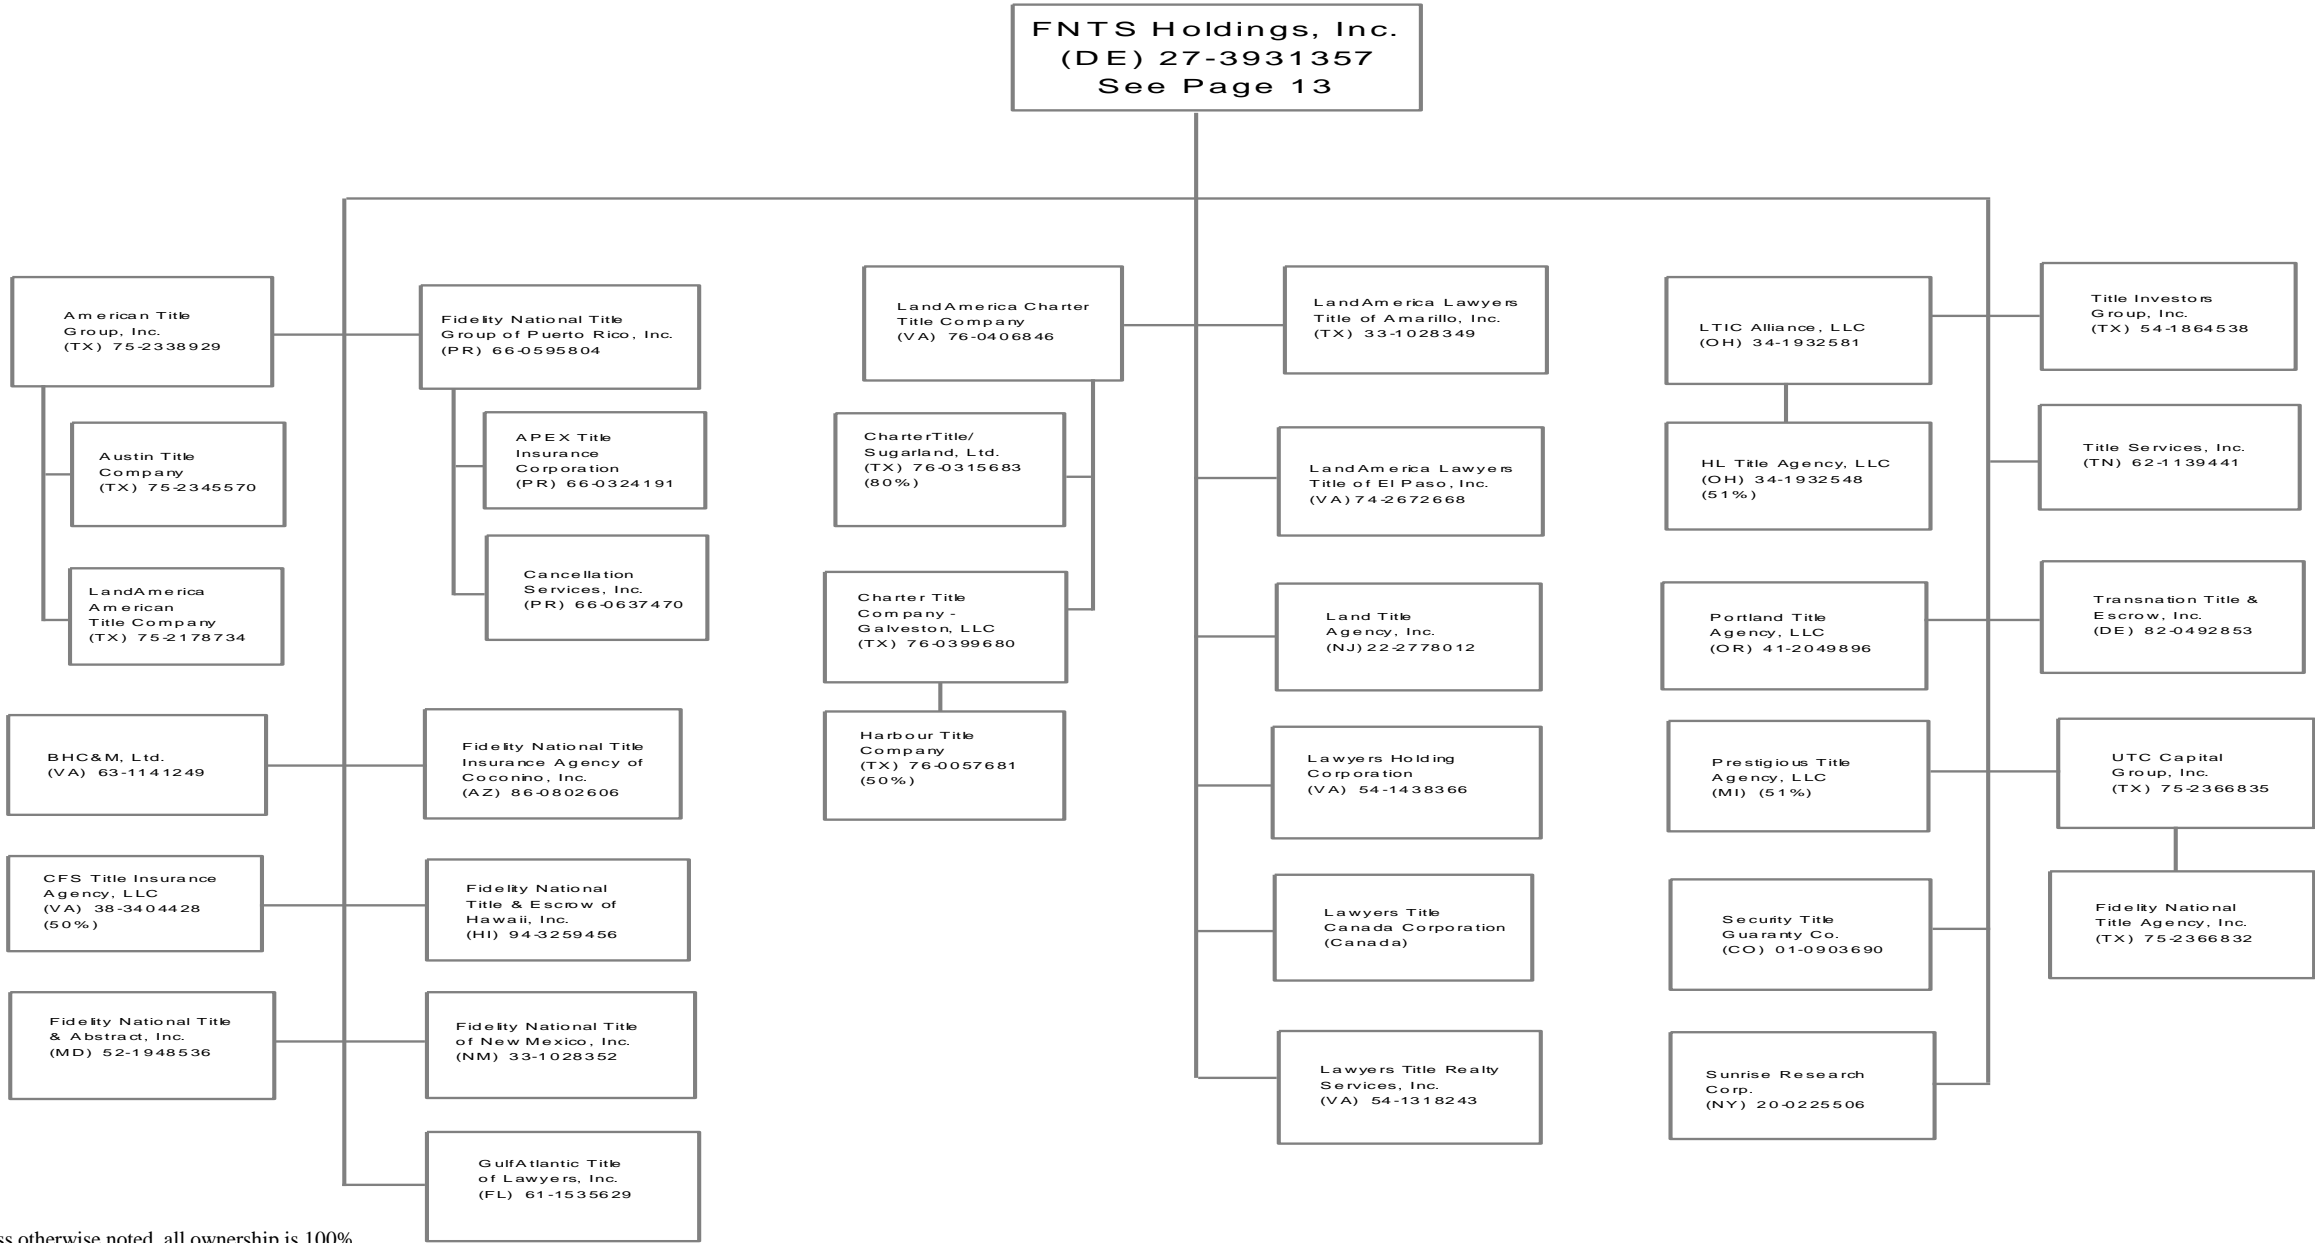 FNTS Holdings, Inc.
(DE) 27-3931357
See Page 13
American Title
Group, Inc.
(TX) 75-2338929
Fidelity National Title
Group of Puerto Rico, Inc.
(PR) 66-0595804
LandAmerica Charter
Title Company
(VA) 76-0406846
LandAmerica Lawyers
Title of Amarillo, Inc.
(TX) 33-1028349
LTIC Alliance, LLC
(OH) 34-1932581
Title Investors
Group, Inc.
(TX) 54-1864538
Austin Title
Company
(TX) 75-2345570
APEX Title
Insurance
Corporation
(PR) 66-0324191
CharterTitle/
Sugarland, Ltd.
(TX) 76-0315683
(80%)
LandAmerica Lawyers
Title of El Paso, Inc.
(VA) 74-2672668
HL Title Agency, LLC
(OH) 34-1932548
(51%)
Title Services, Inc.
(TN) 62-1139441
LandAmerica
American
Title Company
(TX) 75-2178734
Cancellation
Services, Inc.
(PR) 66-0637470
Charter Title
Company -
Galveston, LLC
(TX) 76-0399680
Land Title
Agency, Inc.
(NJ) 22-2778012
Portland Title
Agency, LLC
(OR) 41-2049896
Transnation Title &
Escrow, Inc.
(DE) 82-0492853
BHC&M, Ltd.
(VA) 63-1141249
Fidelity National Title
Insurance Agency of
Coconino, Inc.
(AZ) 86-0802606
Harbour Title
Company
(TX) 76-0057681
(50%)
Lawyers Holding
Corporation
(VA) 54-1438366
Prestigious Title
Agency, LLC
(MI) (51%)
UTC Capital
Group, Inc.
(TX) 75-2366835
CFS Title Insurance
Agency, LLC
(VA) 38-3404428
(50%)
Fidelity National
Title & Escrow of
Hawaii, Inc.
(HI) 94-3259456
Lawyers Title
Canada Corporation
(Canada)
Security Title
Guaranty Co.
(CO) 01-0903690
Fidelity National
Title Agency, Inc.
(TX) 75-2366832
Fidelity National Title
& Abstract, Inc.
(MD) 52-1948536
Fidelity National Title
of New Mexico, Inc.
(NM) 33-1028352
Lawyers Title Realty
Services, Inc.
(VA) 54-1318243
Sunrise Research
Corp.
(NY) 20-0225506
GulfAtlantic Title
of Lawyers, Inc.
(FL) 61-1535629
otherwise noted, all ownership is 100%